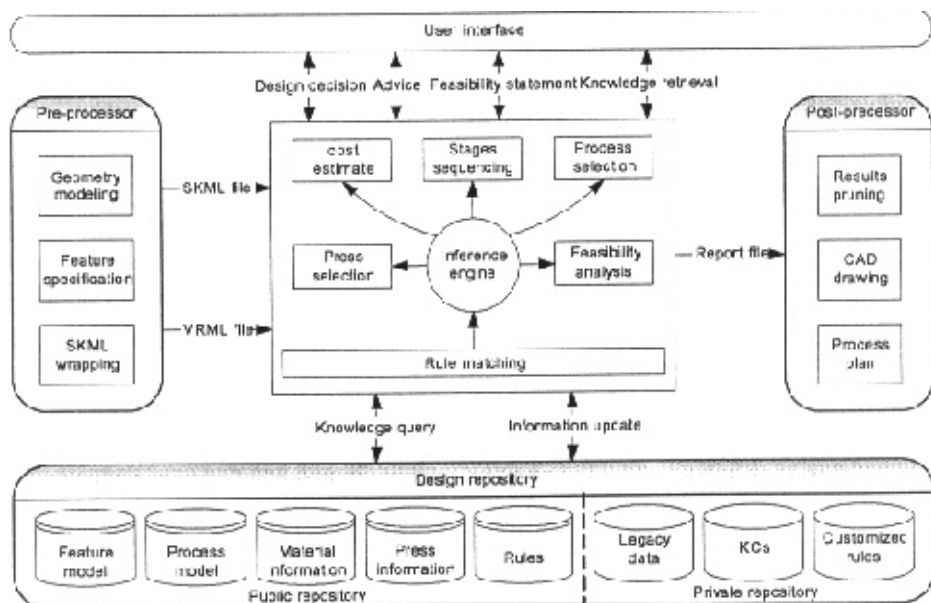 User interface
Design decision Advice Feasibility statement Knowledge retrieval
Pre-processor
Geometry
modeling
Feature
specification
SKML
wrapping
SKML file
VRML file
cost
estimate
Stages
sequencing
Process
selection
Press
selection
Inference
engine
Feasibility
analysis
Rule matching
Report file
Post-precessor
Results
pruning
CAD
drawing
Process
plan
Knowledge query
Information update
Design repository
Feature
model
Process
model
Material
information
Press
information
Rules
Legacy
data
KCs
Customized
rules
Public repository
Private repository